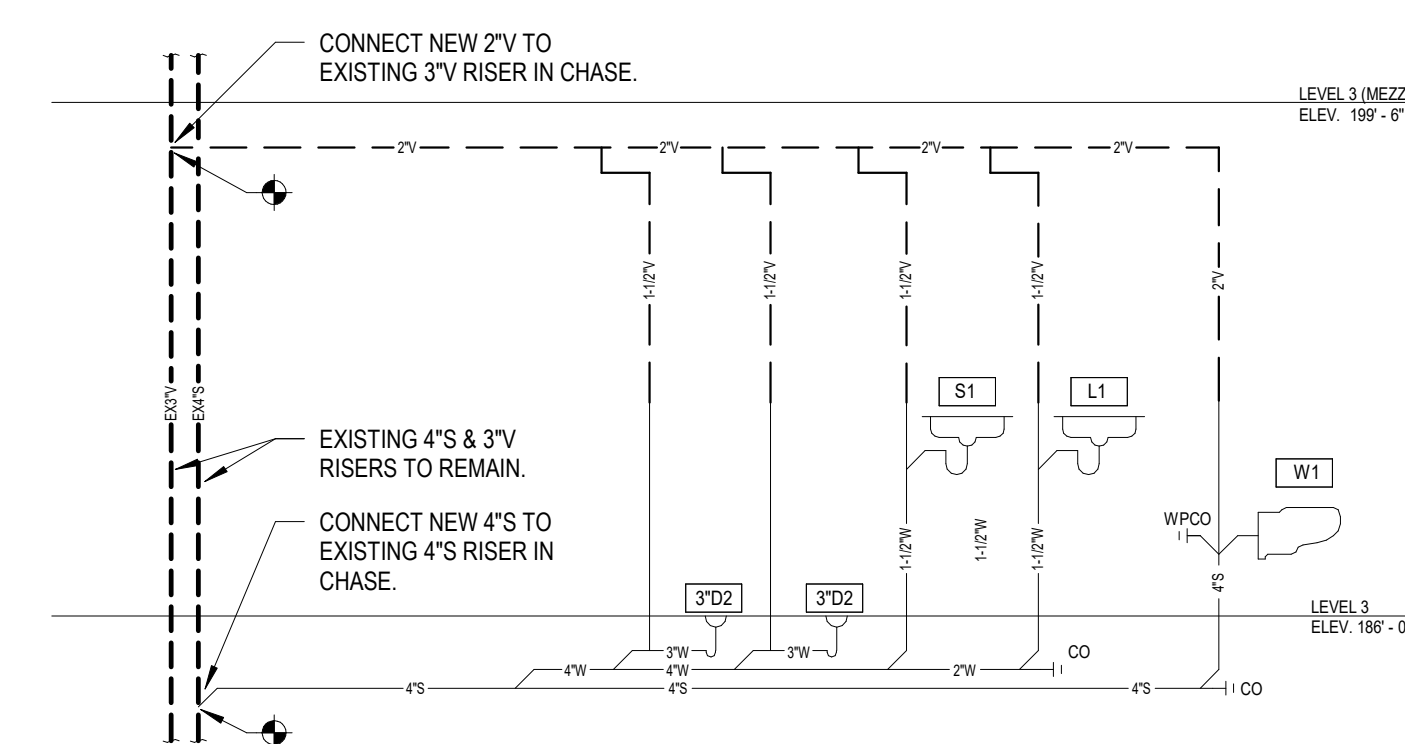 CONNECT NEW 2"V TO
EXISTING 3"V RISER IN CHASE.
LEVEL 3 (MEZZ
ELEV. 199' - 6"
2"V
2"V
2"V
2"V
1-1/2"V
1-1/2"V
1-1/2"V
1-1/2"V
2"V
EX3"V
EX4"S
S1
L1
EXISTING 4"S & 3"V
RISERS TO REMAIN.
W1
CONNECT NEW 4"S TO
EXISTING 4"S RISER IN
CHASE.
WPCO
1-1/2"W
1-1/2"W
1-1/2"W
4"S
3"D2
3"D2
LEVEL 3
ELEV. 186' - 0
3"W
3"W
CO
4"W
4"W
2"W
4"S
4"S
4"S
CO